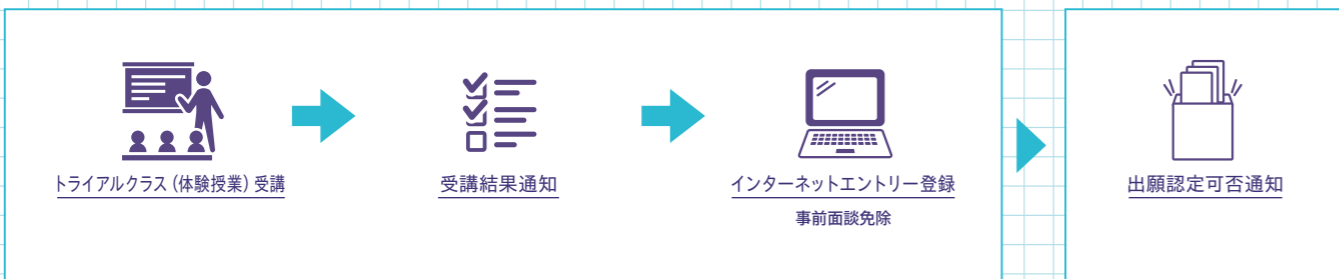 トライアルクラス（体験授業）受講
受講結果通知
インターネットエントリー登録
事前面談免除
出願認定可否通知